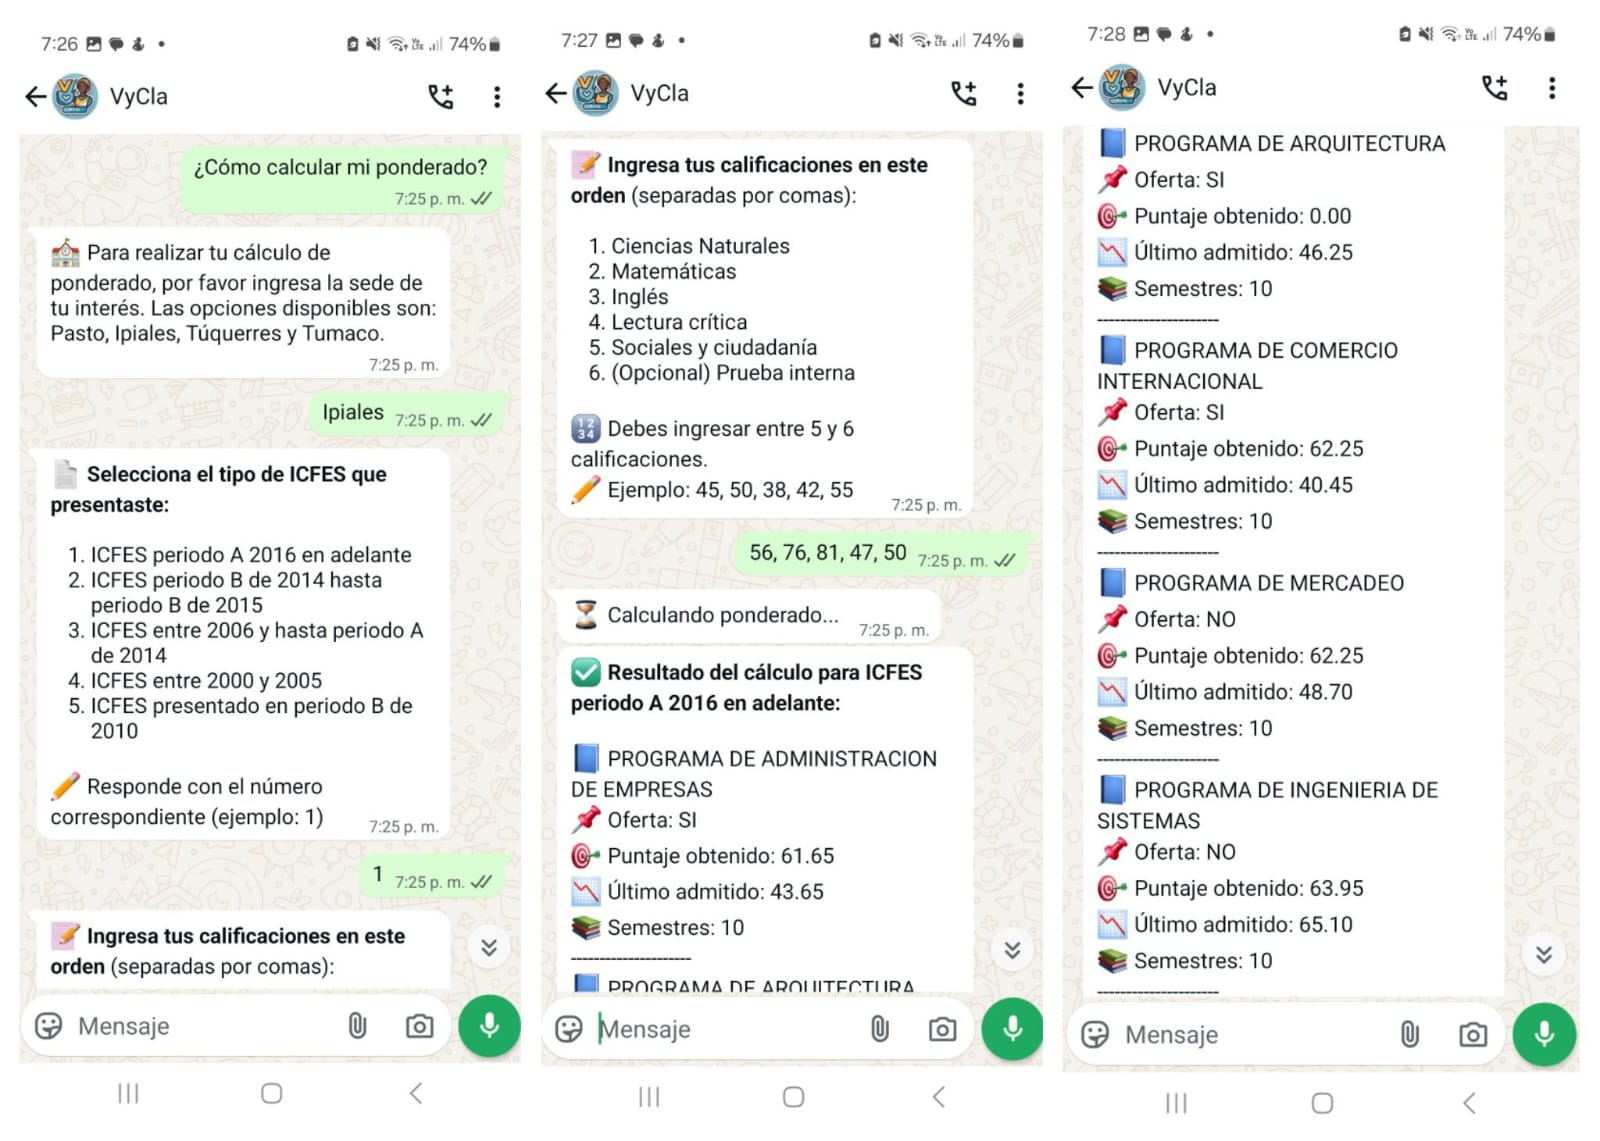 7:26
74%
VyCla
¿Cómo calcular mi ponderado?
7:25 p. m.
Para realizar tu cálculo de
ponderado, por favor ingresa la sede de
tu interés. Las opciones disponibles son:
Pasto, Ipiales, Túquerres y Tumaco.
7:25 p. m.
Ipiales 7:25 p. m.
Selecciona el tipo de ICFES que
presentaste:
1. ICFES periodo A 2016 en adelante
2. ICFES periodo B de 2014 hasta
periodo B de 2015
3. ICFES entre 2006 y hasta periodo A
de 2014
4. ICFES entre 2000 y 2005
5. ICFES presentado en periodo B de
2010
Responde con el número
correspondiente (ejemplo: 1)
7:25 p. m.
1 7:25 p. m.
Ingresa tus calificaciones en este
orden (separadas por comas):
Mensaje
7:27
74%
VyCla
Ingresa tus calificaciones en este
orden (separadas por comas):
1. Ciencias Naturales
2. Matemáticas
3. Inglés
4. Lectura crítica
5. Sociales y ciudadanía
6. (Opcional) Prueba interna
Debes ingresar entre 5 y 6
calificaciones.
Ejemplo: 45, 50, 38, 42, 55
7:25 p. m.
56, 76, 81, 47, 50 7:25 p. m.
Calculando ponderado...
7:25 p. m.
Resultado del cálculo para ICFES
periodo A 2016 en adelante:
PROGRAMA DE ADMINISTRACION
DE EMPRESAS
Oferta: SI
Puntaje obtenido: 61.65
Último admitido: 43.65
Semestres: 10
--------------------
PROGRAMA DE ARQUITECTURA
Mensaje
7:28
74%
VyCla
PROGRAMA DE ARQUITECTURA
Oferta: SI
Puntaje obtenido: 0.00
Último admitido: 46.25
Semestres: 10
--------------------
PROGRAMA DE COMERCIO
INTERNACIONAL
Oferta: SI
Puntaje obtenido: 62.25
Último admitido: 40.45
Semestres: 10
--------------------
PROGRAMA DE MERCADEO
Oferta: NO
Puntaje obtenido: 62.25
Último admitido: 48.70
Semestres: 10
--------------------
PROGRAMA DE INGENIERIA DE
SISTEMAS
Oferta: NO
Puntaje obtenido: 63.95
Último admitido: 65.10
Semestres: 10
--------------------
Mensaje